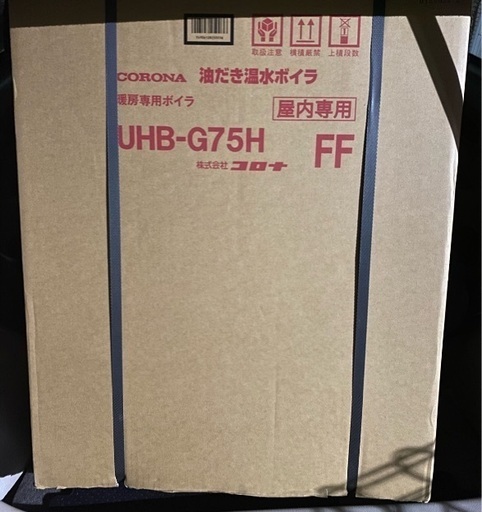 取扱注意 横積厳禁 上積段数
CORONA 油だき温水ボイラ
暖房専用ボイラ 屋内専用
UHB-G75H FF
株式会社コロナ